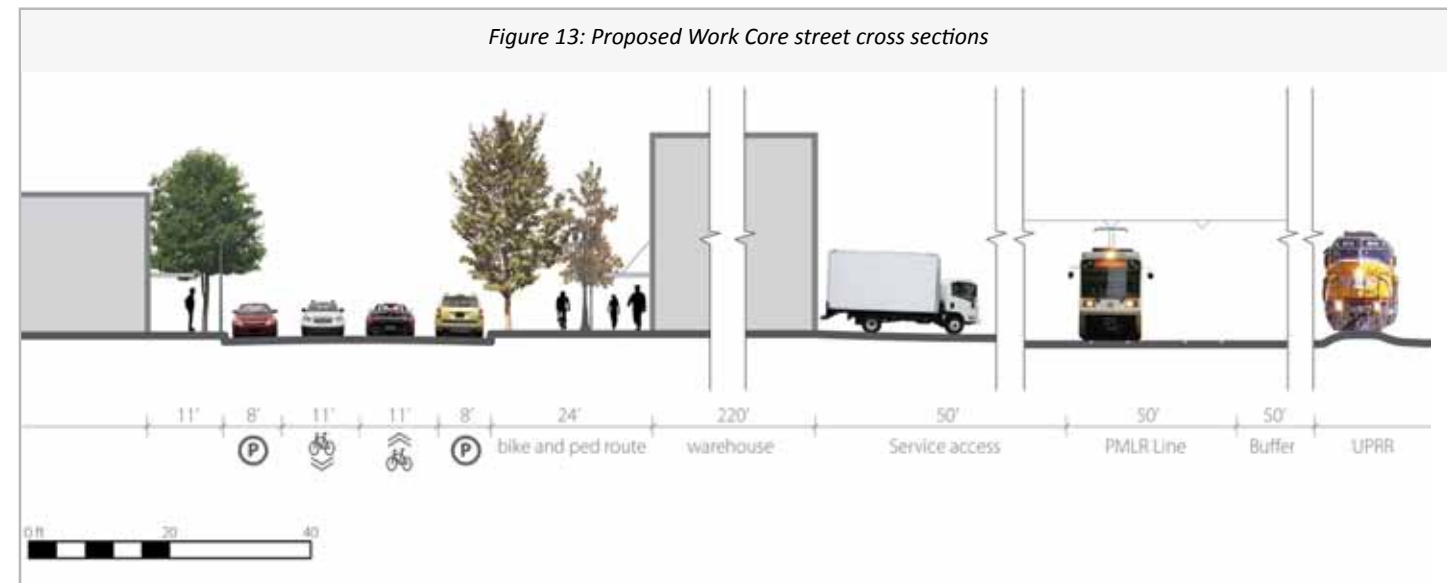 Figure 13: Proposed Work Core street cross sections
11' 8' 11' 11' 8' 24' 220' 50' 50' 50'
P P bike and ped route warehouse Service access PMLR Line Buffer UPRR
0 ft 20 40